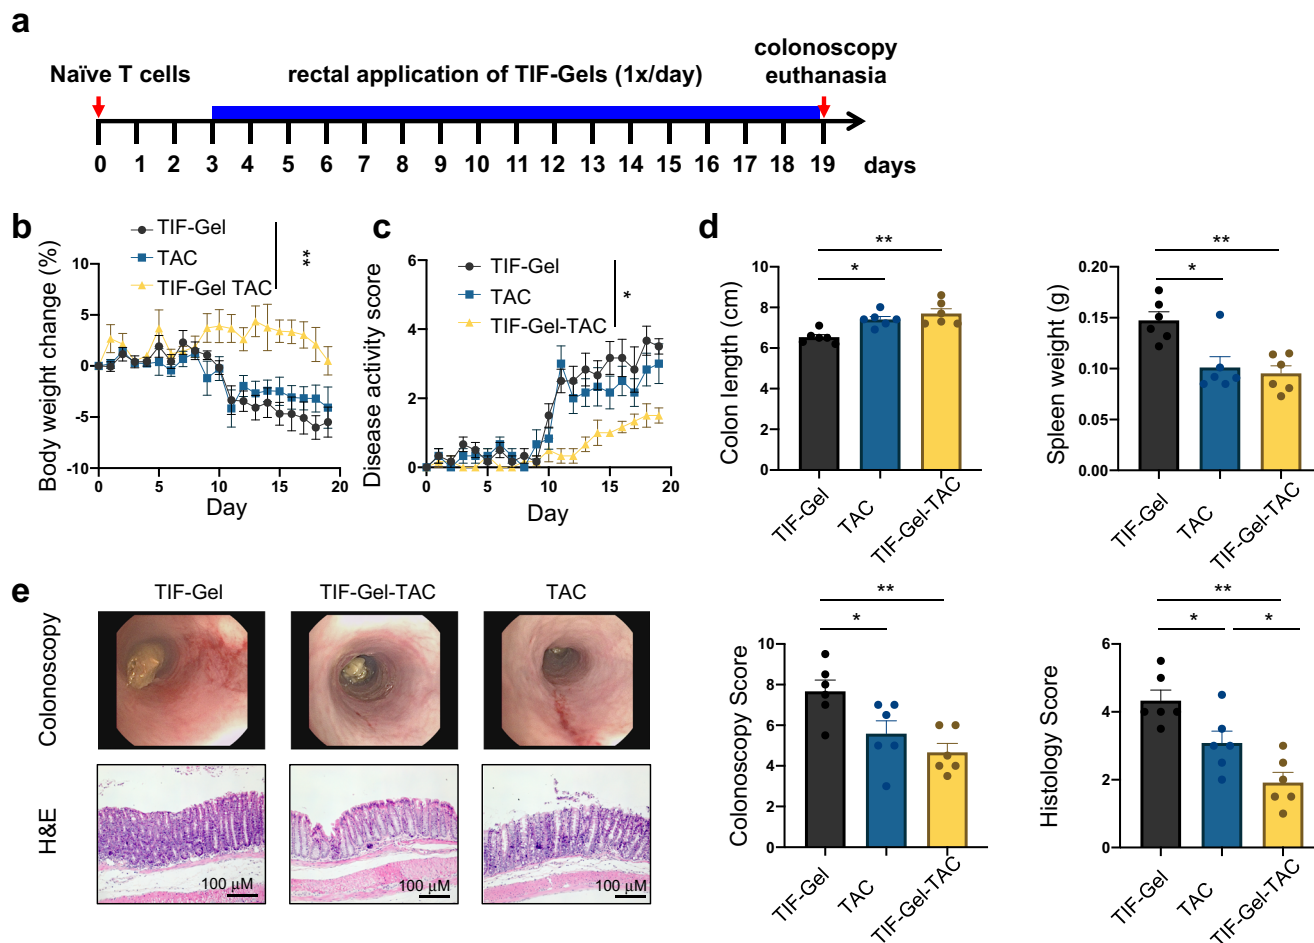 a
Naïve T cells
rectal application of TIF-Gels (1x/day)
colonoscopy
euthanasia
0 1 2 3 4 5 6 7 8 9 10 11 12 13 14 15 16 17 18 19 days
b
TIF-Gel
TAC
TIF-Gel TAC
**
Body weight change (%)
10
5
0
-5
-10
0 5 10 15 20
Day
c
TIF-Gel
TAC
TIF-Gel-TAC
*
Disease activity score
6
4
2
0
0 5 10 15 20
Day
d
**
*
Colon length (cm)
10
8
6
4
2
0
TIF-Gel
TAC
TIF-Gel-TAC
**
*
Spleen weight (g)
0.20
0.15
0.10
0.05
0.00
TIF-Gel
TAC
TIF-Gel-TAC
e
TIF-Gel
TIF-Gel-TAC
TAC
Colonoscopy
H&E
100 µM
100 µM
100 µM
**
*
Colonoscopy Score
10
8
6
4
2
0
TIF-Gel
TAC
TIF-Gel-TAC
**
* *
Histology Score
6
4
2
0
TIF-Gel
TAC
TIF-Gel-TAC